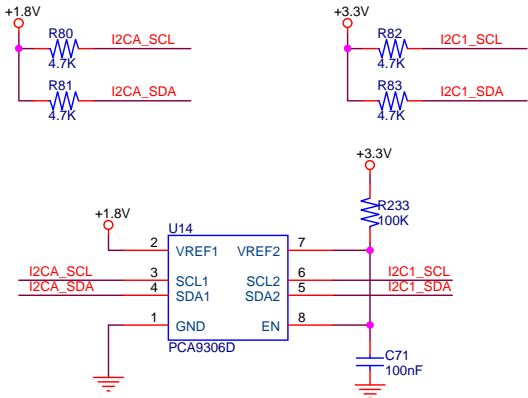 +1.8V
+3.3V
R80
I2CA_SCL
4.7K
R82
I2C1_SCL
4.7K
R81
I2CA_SDA
4.7K
R83
I2C1_SDA
4.7K
+3.3V
R233
100K
+1.8V
U14
2
VREF1
VREF2
7
I2CA_SCL
3
SCL1
SCL2
6
I2C1_SCL
I2CA_SDA
4
SDA1
SDA2
5
I2C1_SDA
1
GND
EN
8
PCA9306D
C71
100nF